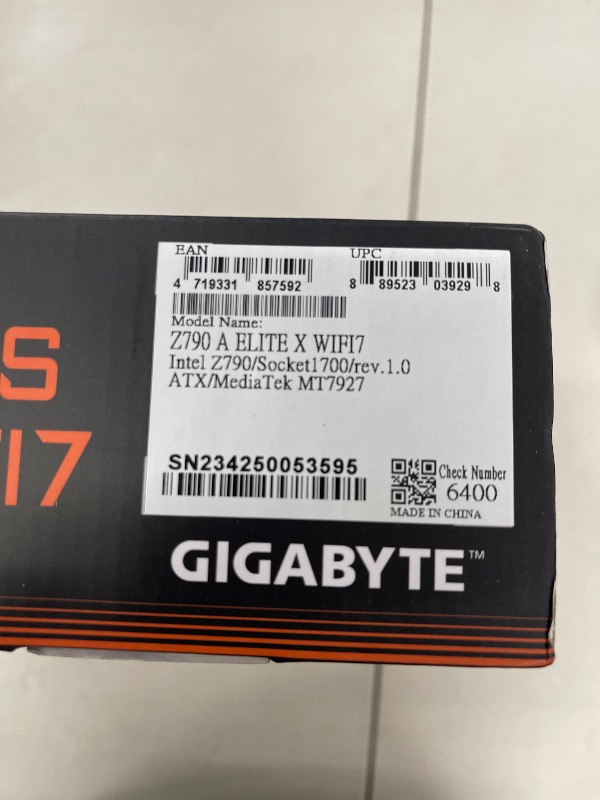 EAN
UPC
4 719331 857592
8 89523 03929 8
Model Name:
Z790 A ELITE X WIFI7
Intel Z790/Socket1700/rev.1.0
ATX/MediaTek MT7927
SN234250053595
Check Number
6400
MADE IN CHINA
S
I7
GIGABYTE™